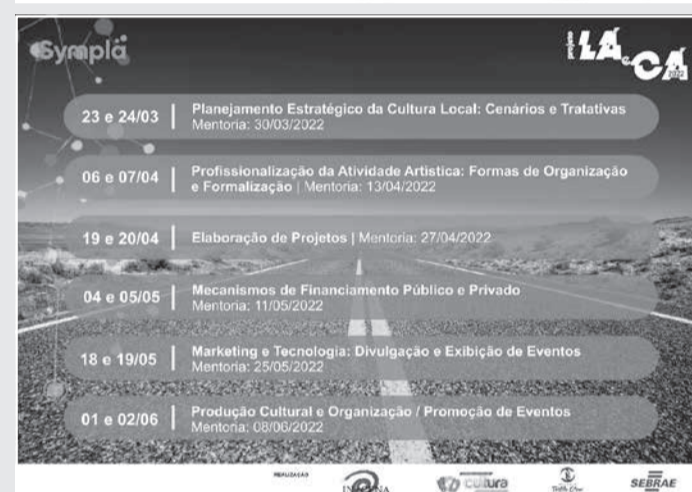 Sympla
projeto LÁ e CÁ 2022
23 e 24/03
Planejamento Estratégico da Cultura Local: Cenários e Tratativas
Mentoria: 30/03/2022
06 e 07/04
Profissionalização da Atividade Artistica: Formas de Organização
e Formalização | Mentoria: 13/04/2022
19 e 20/04
Elaboração de Projetos | Mentoria: 27/04/2022
04 e 05/05
Mecanismos de Financiamento Público e Privado
Mentoria: 11/05/2022
18 e 19/05
Marketing e Tecnologia: Divulgação e Exibição de Eventos
Mentoria: 25/05/2022
01 e 02/06
Produção Cultural e Organização / Promoção de Eventos
Mentoria: 08/06/2022
REALIZAÇÃO
cultura
SEBRAE